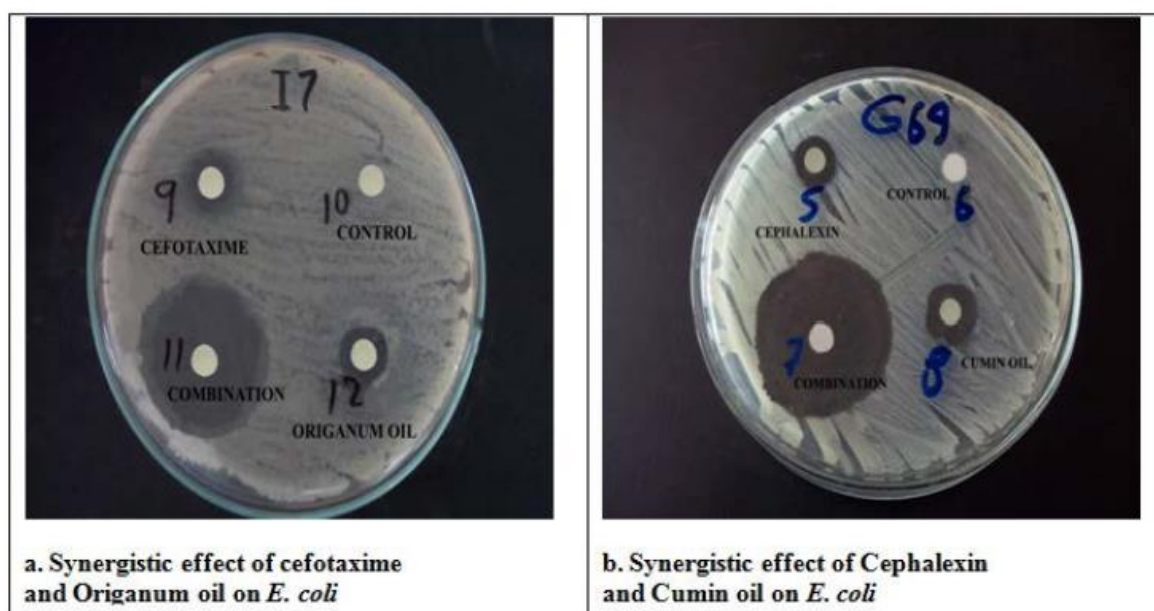 I7
9
CEFOTAXIME
10
CONTROL
11
COMBINATION
12
ORIGANUM OIL
a. Synergistic effect of cefotaxime
and Origanum oil on E. coli
G69
5
CEPHALEXIN
CONTROL
6
7
COMBINATION
8
CUMIN OIL
b. Synergistic effect of Cephalexin
and Cumin oil on E. coli